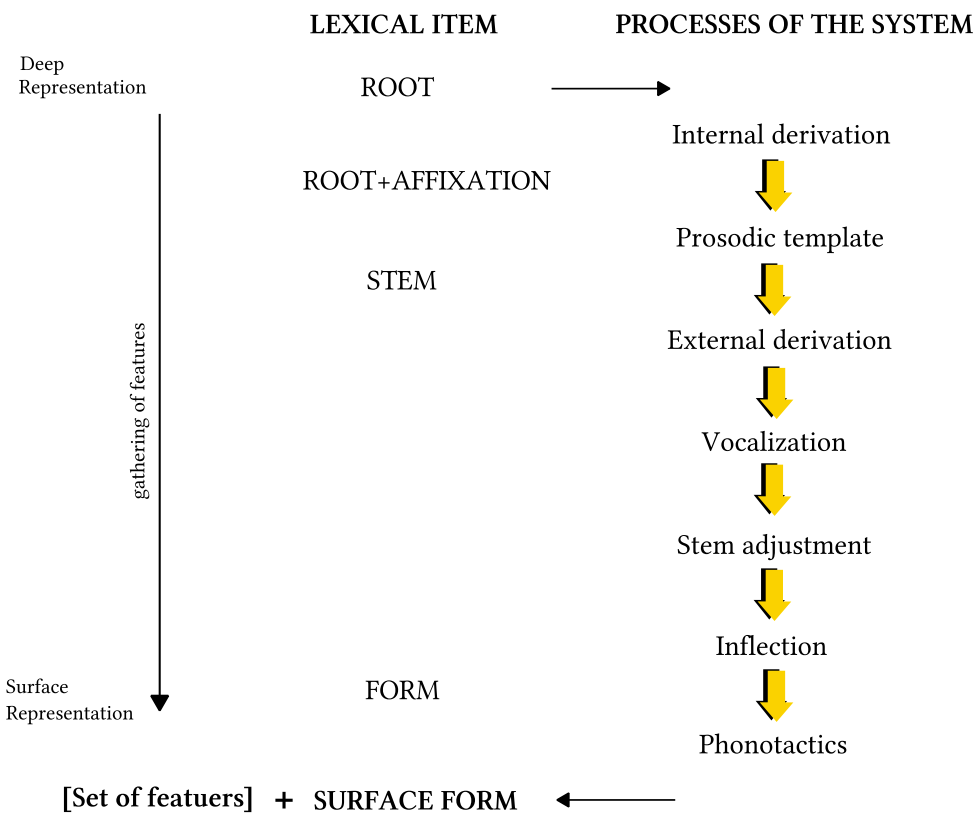 LEXICAL ITEM
PROCESSES OF THE SYSTEM
Deep
Representation
ROOT
Internal derivation
ROOT+AFFIXATION
Prosodic template
STEM
External derivation
gathering of features
Vocalization
Stem adjustment
Inflection
Surface
Representation
FORM
Phonotactics
[Set of featuers] + SURFACE FORM